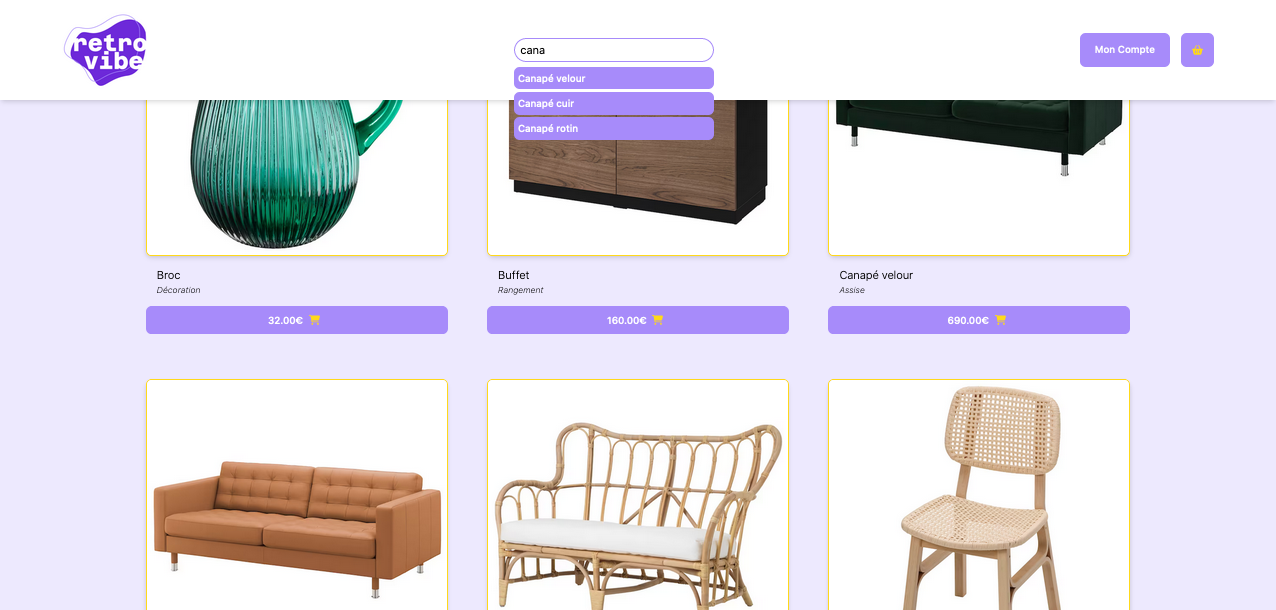 retro
vibe
cana
Mon Compte
Canapé velour
Canapé cuir
Canapé rotin
Broc
Décoration
32.00€
Buffet
Rangement
160.00€
Canapé velour
Assise
690.00€